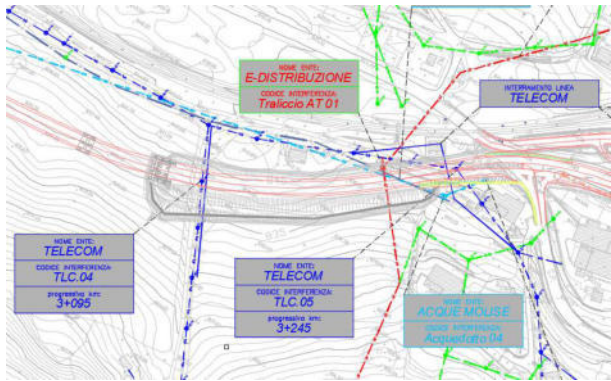 NOME ENTE:
E-DISTRIBUZIONE
CODICE INTERFERENZA:
Traliccio AT 01
INTERRAMENTO LINEA
TELECOM
NOME ENTE:
TELECOM
CODICE INTERFERENZA:
TLC.04
progressiva km:
3+095
NOME ENTE:
TELECOM
CODICE INTERFERENZA:
TLC.05
progressiva km:
3+245
NOME ENTE:
ACQUE MOLISE
CODICE INTERFERENZA:
Acquedotto 04